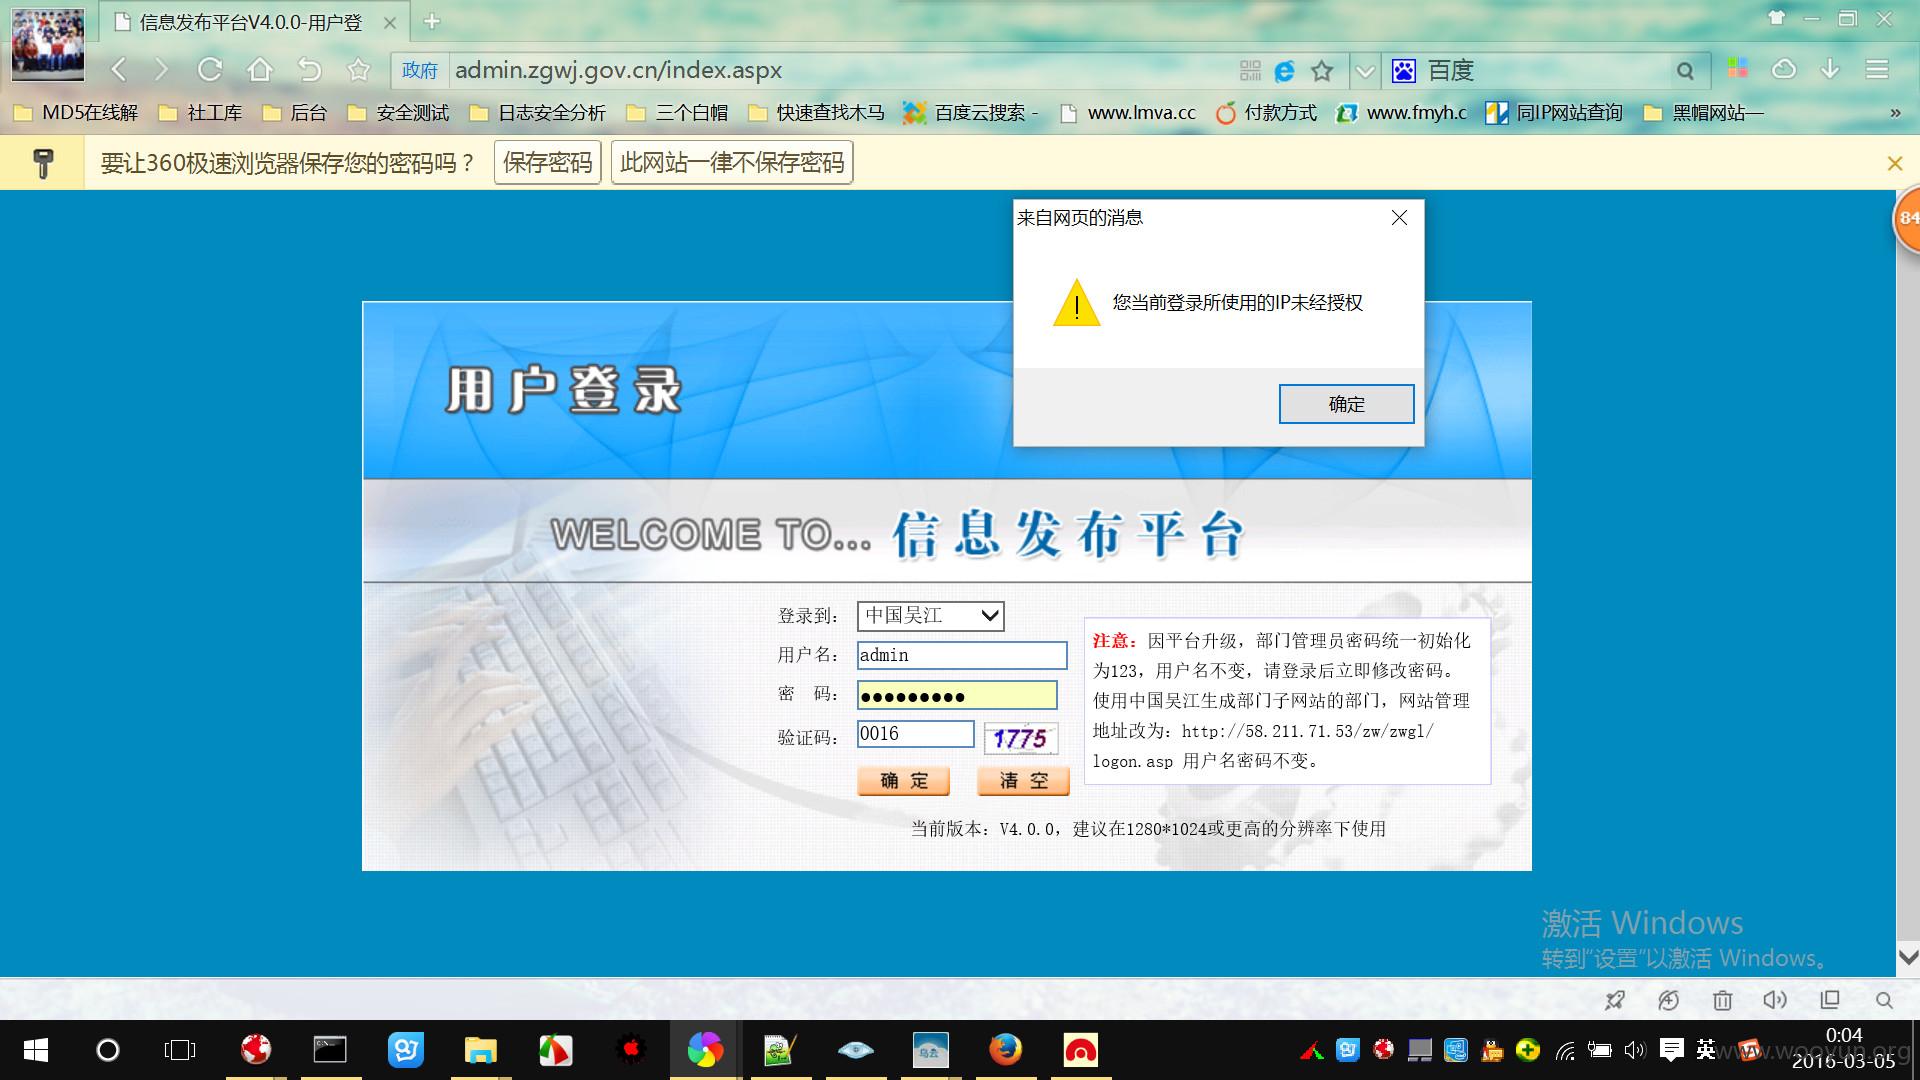 信息发布平台V4.0.0-用户登
政府
admin.zgwj.gov.cn/index.aspx
百度
MD5在线解
社工库
后台
安全测试
日志安全分析
三个白帽
快速查找木马
百度云搜索 -
www.lmva.cc
付款方式
www.fmyh.c
同IP网站查询
黑帽网站—
»
要让360极速浏览器保存您的密码吗？
保存密码
此网站一律不保存密码
84
来自网页的消息
您当前登录所使用的IP未经授权
确定
用户登录
WELCOME TO... 信息发布平台
登录到：
中国吴江
用户名：
admin
密 码：
●●●●●●●●●
验证码：
0016
1775
确 定
清 空
注意：因平台升级，部门管理员密码统一初始化
为123，用户名不变，请登录后立即修改密码。
使用中国吴江生成部门子网站的部门，网站管理
地址改为：http://58.211.71.53/zw/zwgl/
logon.asp 用户名密码不变。
当前版本：V4.0.0，建议在1280*1024或更高的分辨率下使用
激活 Windows
转到"设置"以激活 Windows。
英
0:04
2016-03-05
www.wooyun.org